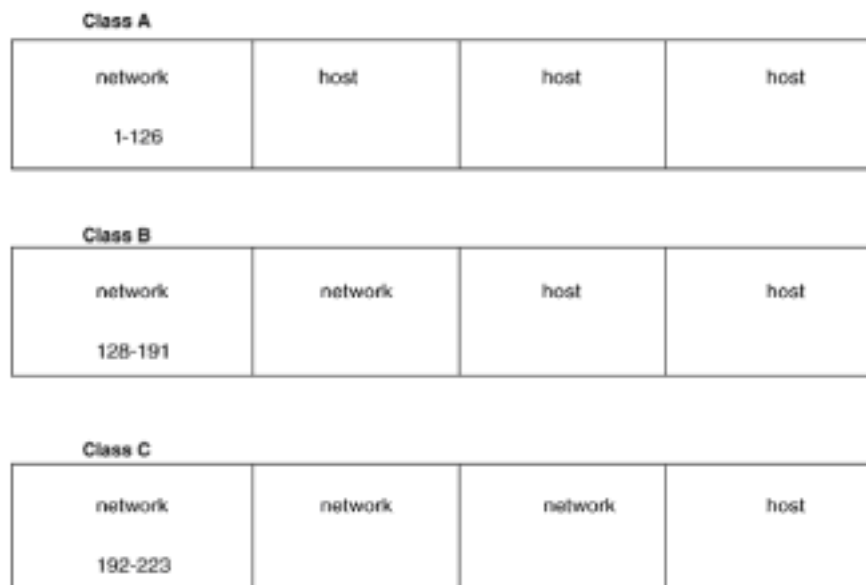 Class A
network host host host
1-126
Class B
network network host host
128-191
Class C
network network network host
192-223